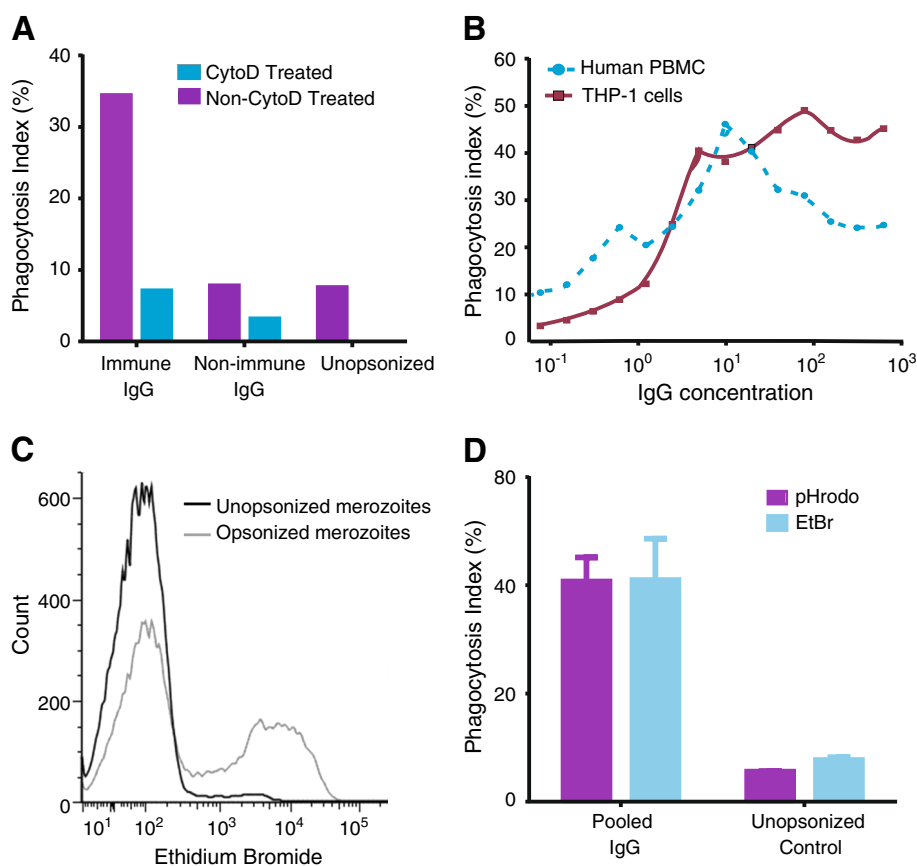 A
Phagocytosis Index (%)
40
30
20
10
0
CytoD Treated
Non-CytoD Treated
Immune
IgG
Non-immune
IgG
Unopsonized
B
Phagocytosis index (%)
60
50
40
30
20
10
0
Human PBMC
THP-1 cells
10-1
100
101
102
103
IgG concentration
C
Count
600
400
200
0
Unopsonized merozoites
Opsonized merozoites
101
102
103
104
105
Ethidium Bromide
D
Phagocytosis Index (%)
80
40
20
0
pHrodo
EtBr
Pooled
IgG
Unopsonized
Control